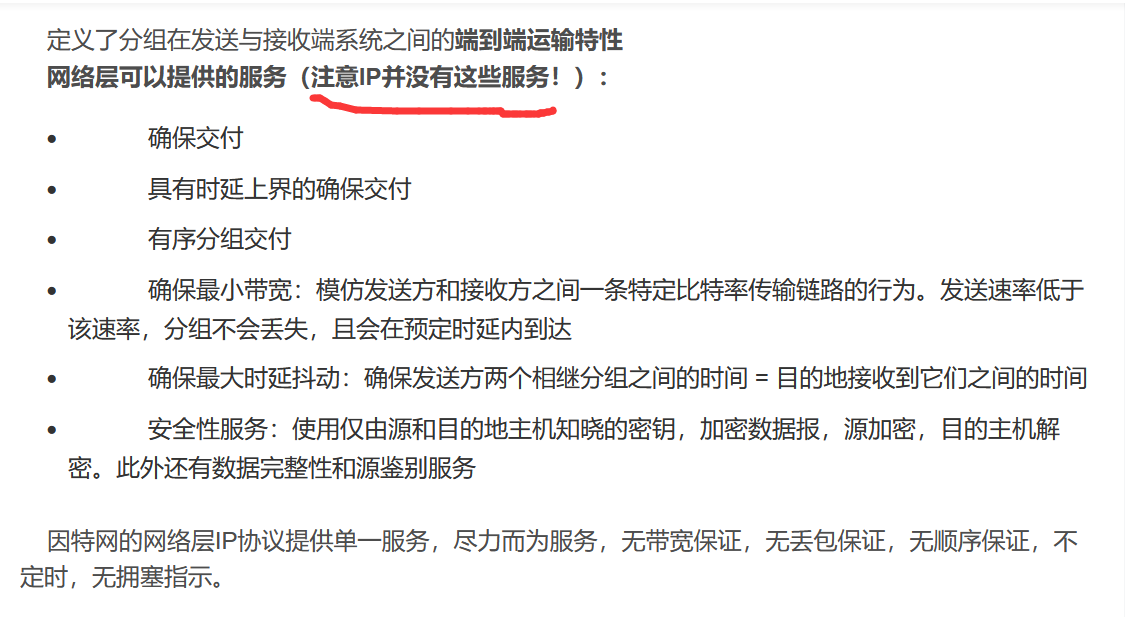 定义了分组在发送与接收端系统之间的端到端运输特性
网络层可以提供的服务（注意IP并没有这些服务！）：
• 确保交付
• 具有时延上界的确保交付
• 有序分组交付
• 确保最小带宽：模仿发送方和接收方之间一条特定比特率传输链路的行为。发送速率低于
该速率，分组不会丢失，且会在预定时延内到达
• 确保最大时延抖动：确保发送方两个相继分组之间的时间 = 目的地接收到它们之间的时间
• 安全性服务：使用仅由源和目的地主机知晓的密钥，加密数据报，源加密，目的主机解
密。此外还有数据完整性和源鉴别服务
因特网的网络层IP协议提供单一服务，尽力而为服务，无带宽保证，无丢包保证，无顺序保证，不
定时，无拥塞指示。